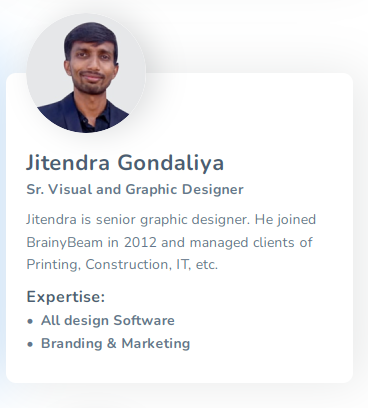 Jitendra Gondaliya
Sr. Visual and Graphic Designer
Jitendra is senior graphic designer. He joined
BrainyBeam in 2012 and managed clients of
Printing, Construction, IT, etc.
Expertise:
• All design Software
• Branding & Marketing